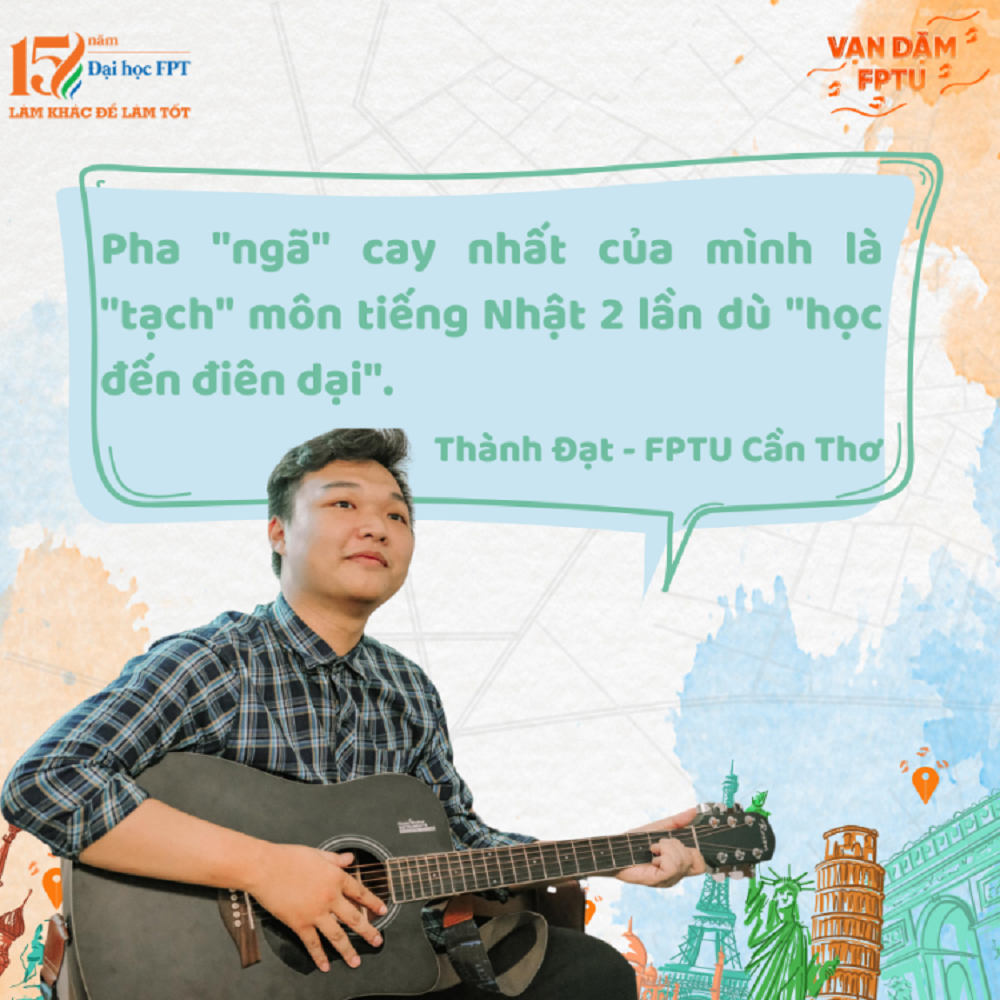 15 năm
Đại học FPT
LÀM KHÁC ĐỂ LÀM TỐT
VẠN DẶM
FPTU
Pha "ngã" cay nhất của mình là
"tạch" môn tiếng Nhật 2 lần dù "học
đến điên dại".
Thành Đạt - FPTU Cần Thơ